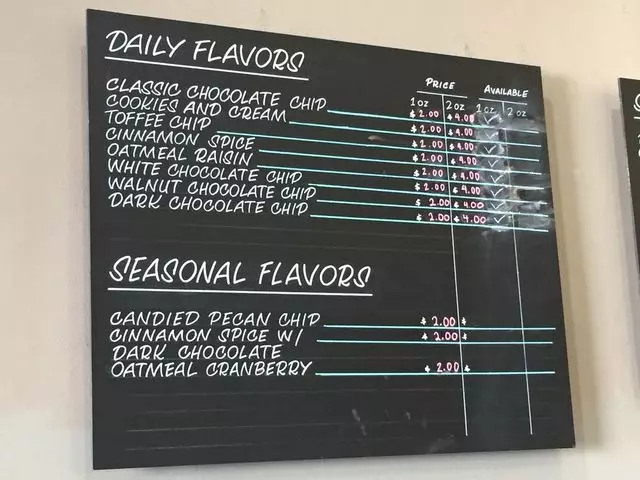 DAILY FLAVORS
PRICE AVAILABLE
1 oz 2 oz 1 oz 2 oz
CLASSIC CHOCOLATE CHIP $2.00 $4.00
COOKIES AND CREAM $2.00 $4.00
TOFFEE CHIP $2.00 $4.00
CINNAMON SPICE $2.00 $4.00
OATMEAL RAISIN $2.00 $4.00
WHITE CHOCOLATE CHIP $2.00 $4.00
WALNUT CHOCOLATE CHIP $2.00 $4.00
DARK CHOCOLATE CHIP $2.00 $4.00
SEASONAL FLAVORS
CANDIED PECAN CHIP $2.00 $
CINNAMON SPICE W/ $2.00 $
DARK CHOCOLATE
OATMEAL CRANBERRY $2.00 $